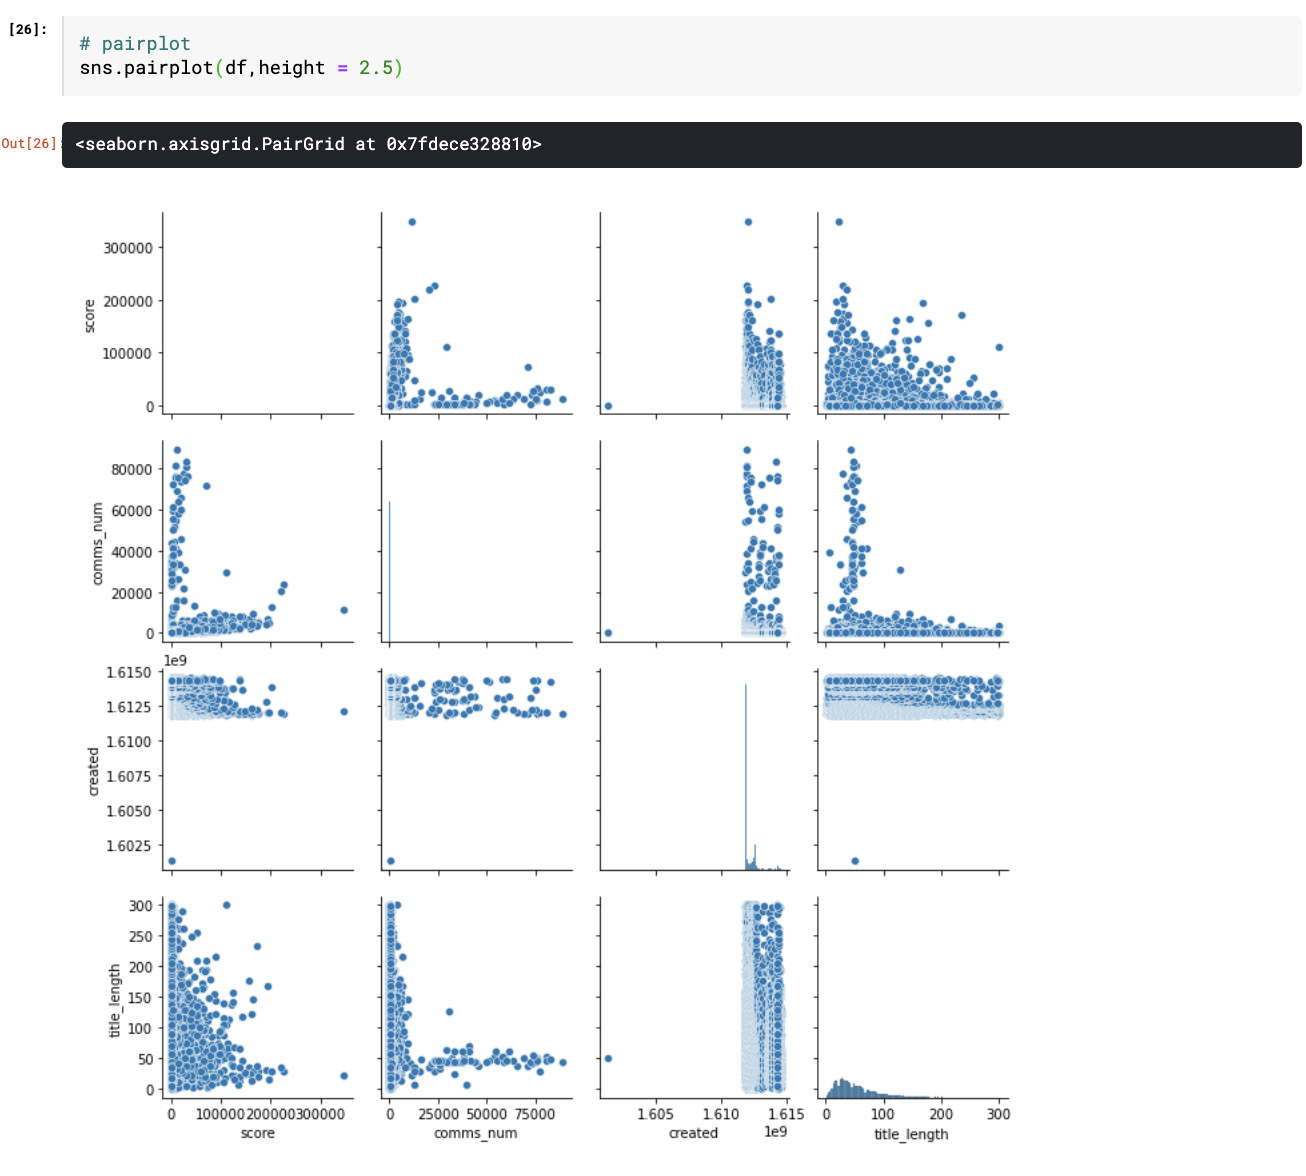 [26]:
# pairplot
sns.pairplot(df,height = 2.5)
Out[26]:
<seaborn.axisgrid.PairGrid at 0x7fdece328810>
300000
200000
100000
0
score
80000
60000
40000
20000
0
comms_num
1e9
1.6150
1.6125
1.6100
1.6075
1.6050
1.6025
created
300
250
200
150
100
50
0
title_length
0 100000 200000 300000
score
0 25000 50000 75000
comms_num
1.605 1.610 1.615
1e9
created
0 100 200 300
title_length